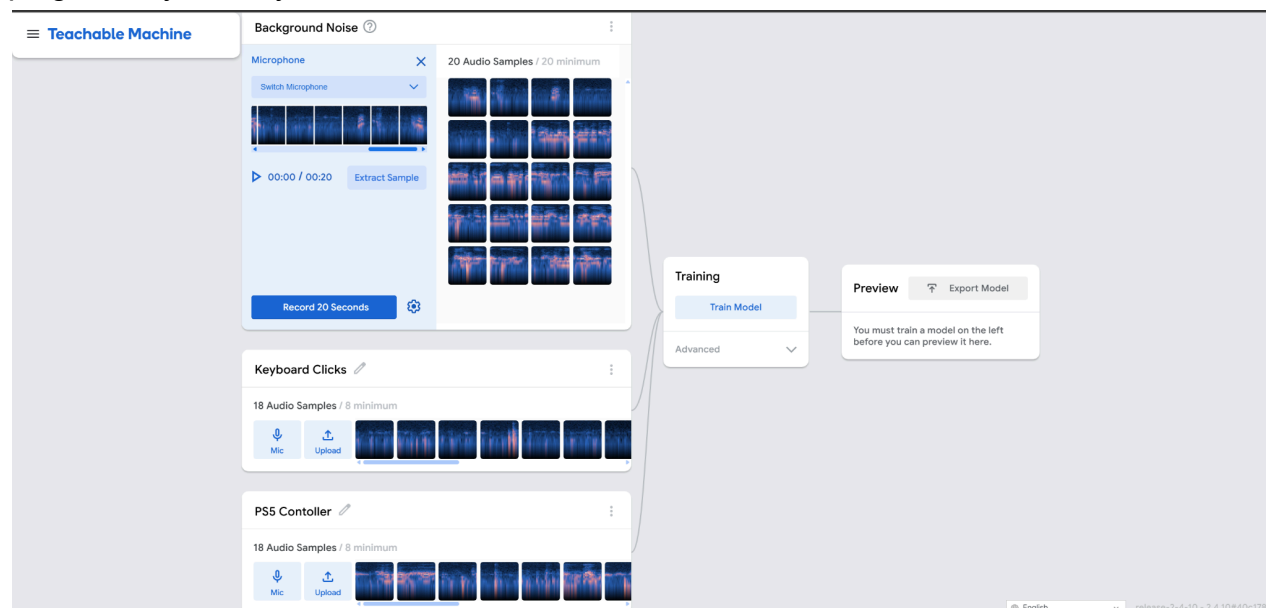 Teachable Machine
Background Noise
Microphone
Switch Microphone
00:00 / 00:20
Extract Sample
Record 20 Seconds
20 Audio Samples / 20 minimum
Keyboard Clicks
18 Audio Samples / 8 minimum
Mic
Upload
PS5 Contoller
18 Audio Samples / 8 minimum
Mic
Upload
Training
Train Model
Advanced
Preview
Export Model
You must train a model on the left
before you can preview it here.
English